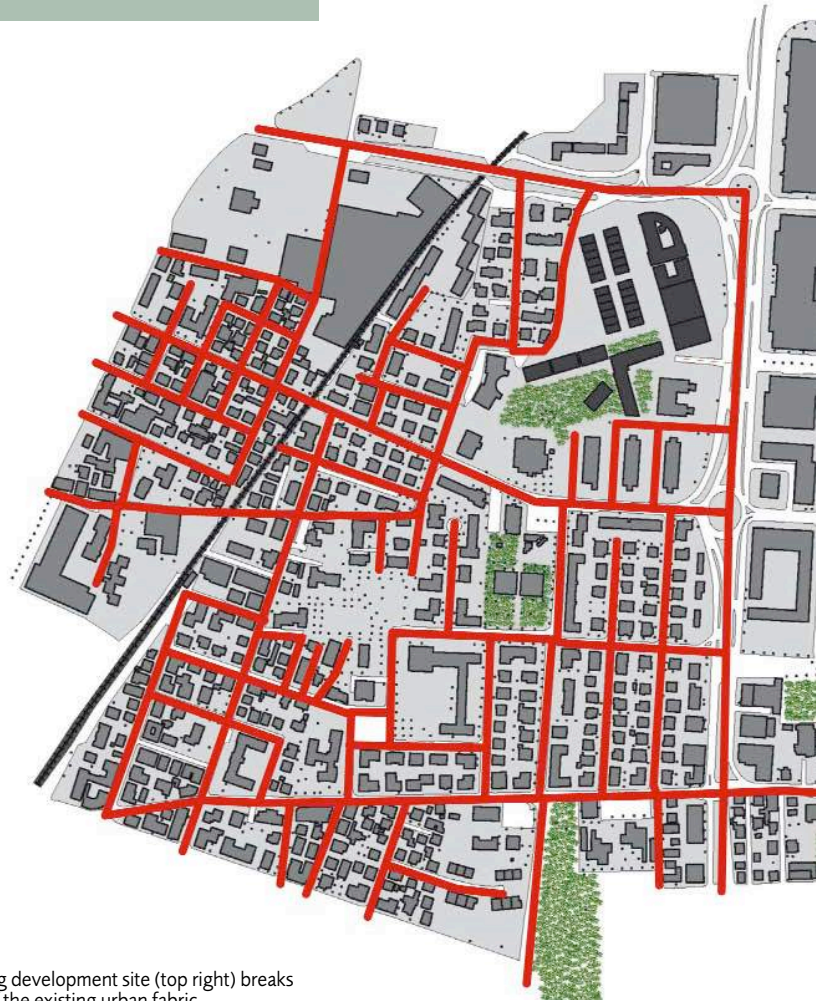 g development site (top right) breaks
the existing urban fabric